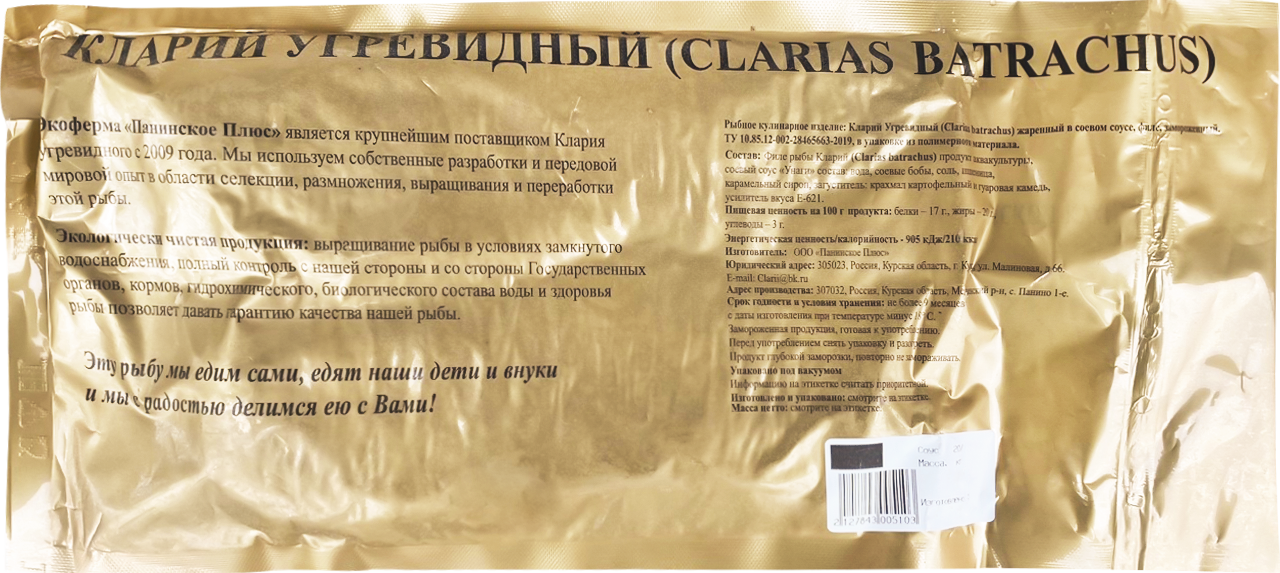 КЛАРИЙ УГРЕВИДНЫЙ (CLARIAS BATRACHUS)
Экоферма «Панинское Плюс» является крупнейшим поставщиком Клария
угревидного с 2009 года. Мы используем собственные разработки и передовой
мировой опыт в области селекции, размножения, выращивания и переработки
этой рыбы.
Экологически чистая продукция: выращивание рыбы в условиях замкнутого
водоснабжения, полный контроль с нашей стороны и со стороны Государственных
органов, кормов, гидрохимического, биологического состава воды и здоровья
рыбы позволяет давать гарантию качества нашей рыбы.
Эту рыбу мы едим сами, едят наши дети и внуки
и мы с радостью делимся ею с Вами!
Рыбное кулинарное изделие: Кларий Угревидный (Clarias batrachus) жаренный в соевом соусе, филе, замороженный.
ТУ 10.85.12-002-28465663-2019, в упаковке из полимерного материала.
Состав: Филе рыбы Кларий (Clarias batrachus) продукт аквакультуры,
соевый соус «Унаги» состав: вода, соевые бобы, соль, пшеница,
карамельный сироп, загуститель: крахмал картофельный и гуаровая камедь,
усилитель вкуса Е-621.
Пищевая ценность на 100 г продукта: белки – 17 г., жиры –
углеводы – 3 г.
Энергетическая ценность/калорийность - 905 кДж/210 ккал
Изготовитель: ООО «Панинское Плюс»
Юридический адрес: 305023, Россия, Курская область, г. ул. Малиновая, д 66.
E-mail: Clarii@bk.ru
Адрес производства: 307032, Россия, Курская область, р-н, с. Панино 1-е.
Срок годности и условия хранения: не более 9 месяцев
с даты изготовления при температуре минус °С.
Замороженная продукция, готовая к употреблению.
Перед употреблением снять упаковку и разгреть.
Продукт глубокой заморозки, повторно не замораживать.
Упаковано под вакуумом
Информацию на этикетке считать приоритетной.
Изготовлено и упаковано: смотрите на этикетке.
Масса нетто: смотрите на этикетке.
Масса.